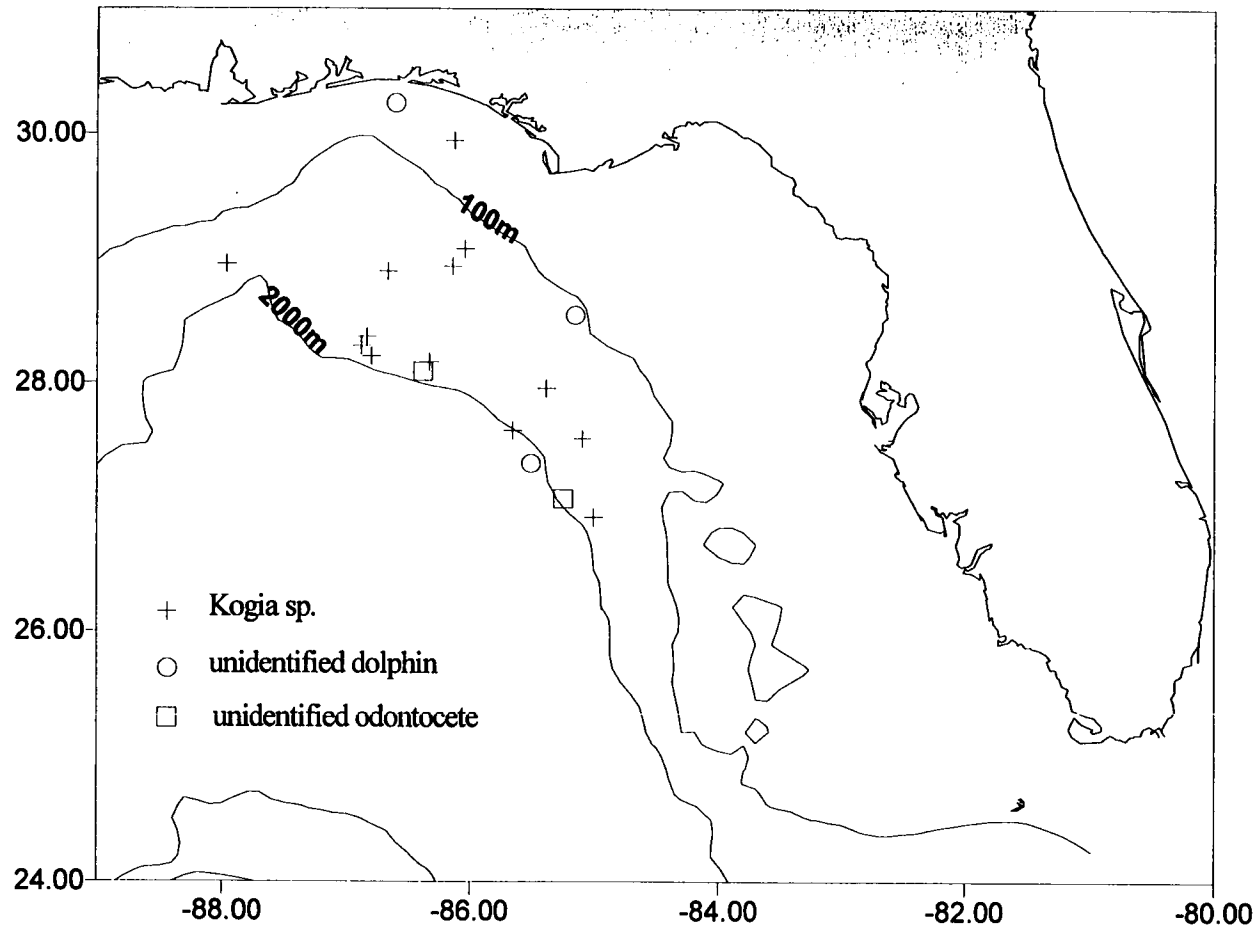 30.00
100m
2000m
28.00
26.00
Kogia sp.
unidentified dolphin
unidentified odontocete
24.00
-88.00 -86.00 -84.00 -82.00 -80.00